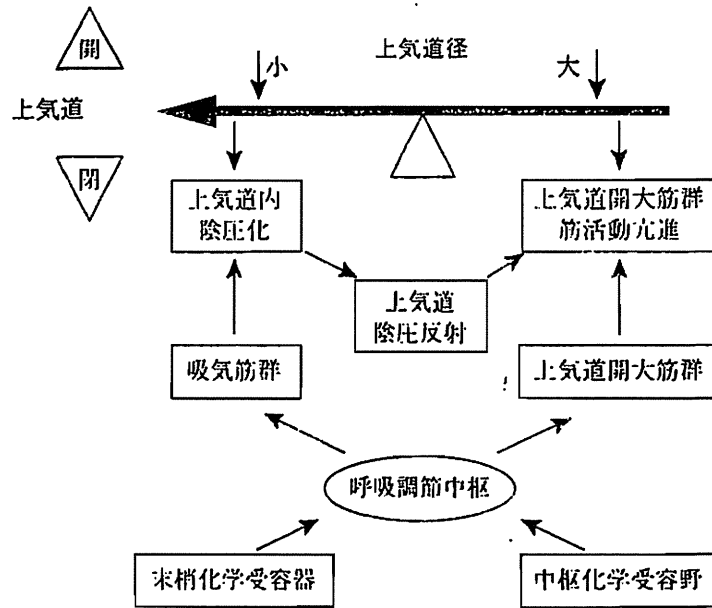 開
上気道径
小
大
上気道
閉
上気道内
陰圧化
上気道開大筋群
筋活動亢進
上気道
陰圧反射
吸気筋群
上気道開大筋群
呼吸調節中枢
末梢化学受容器
中枢化学受容野